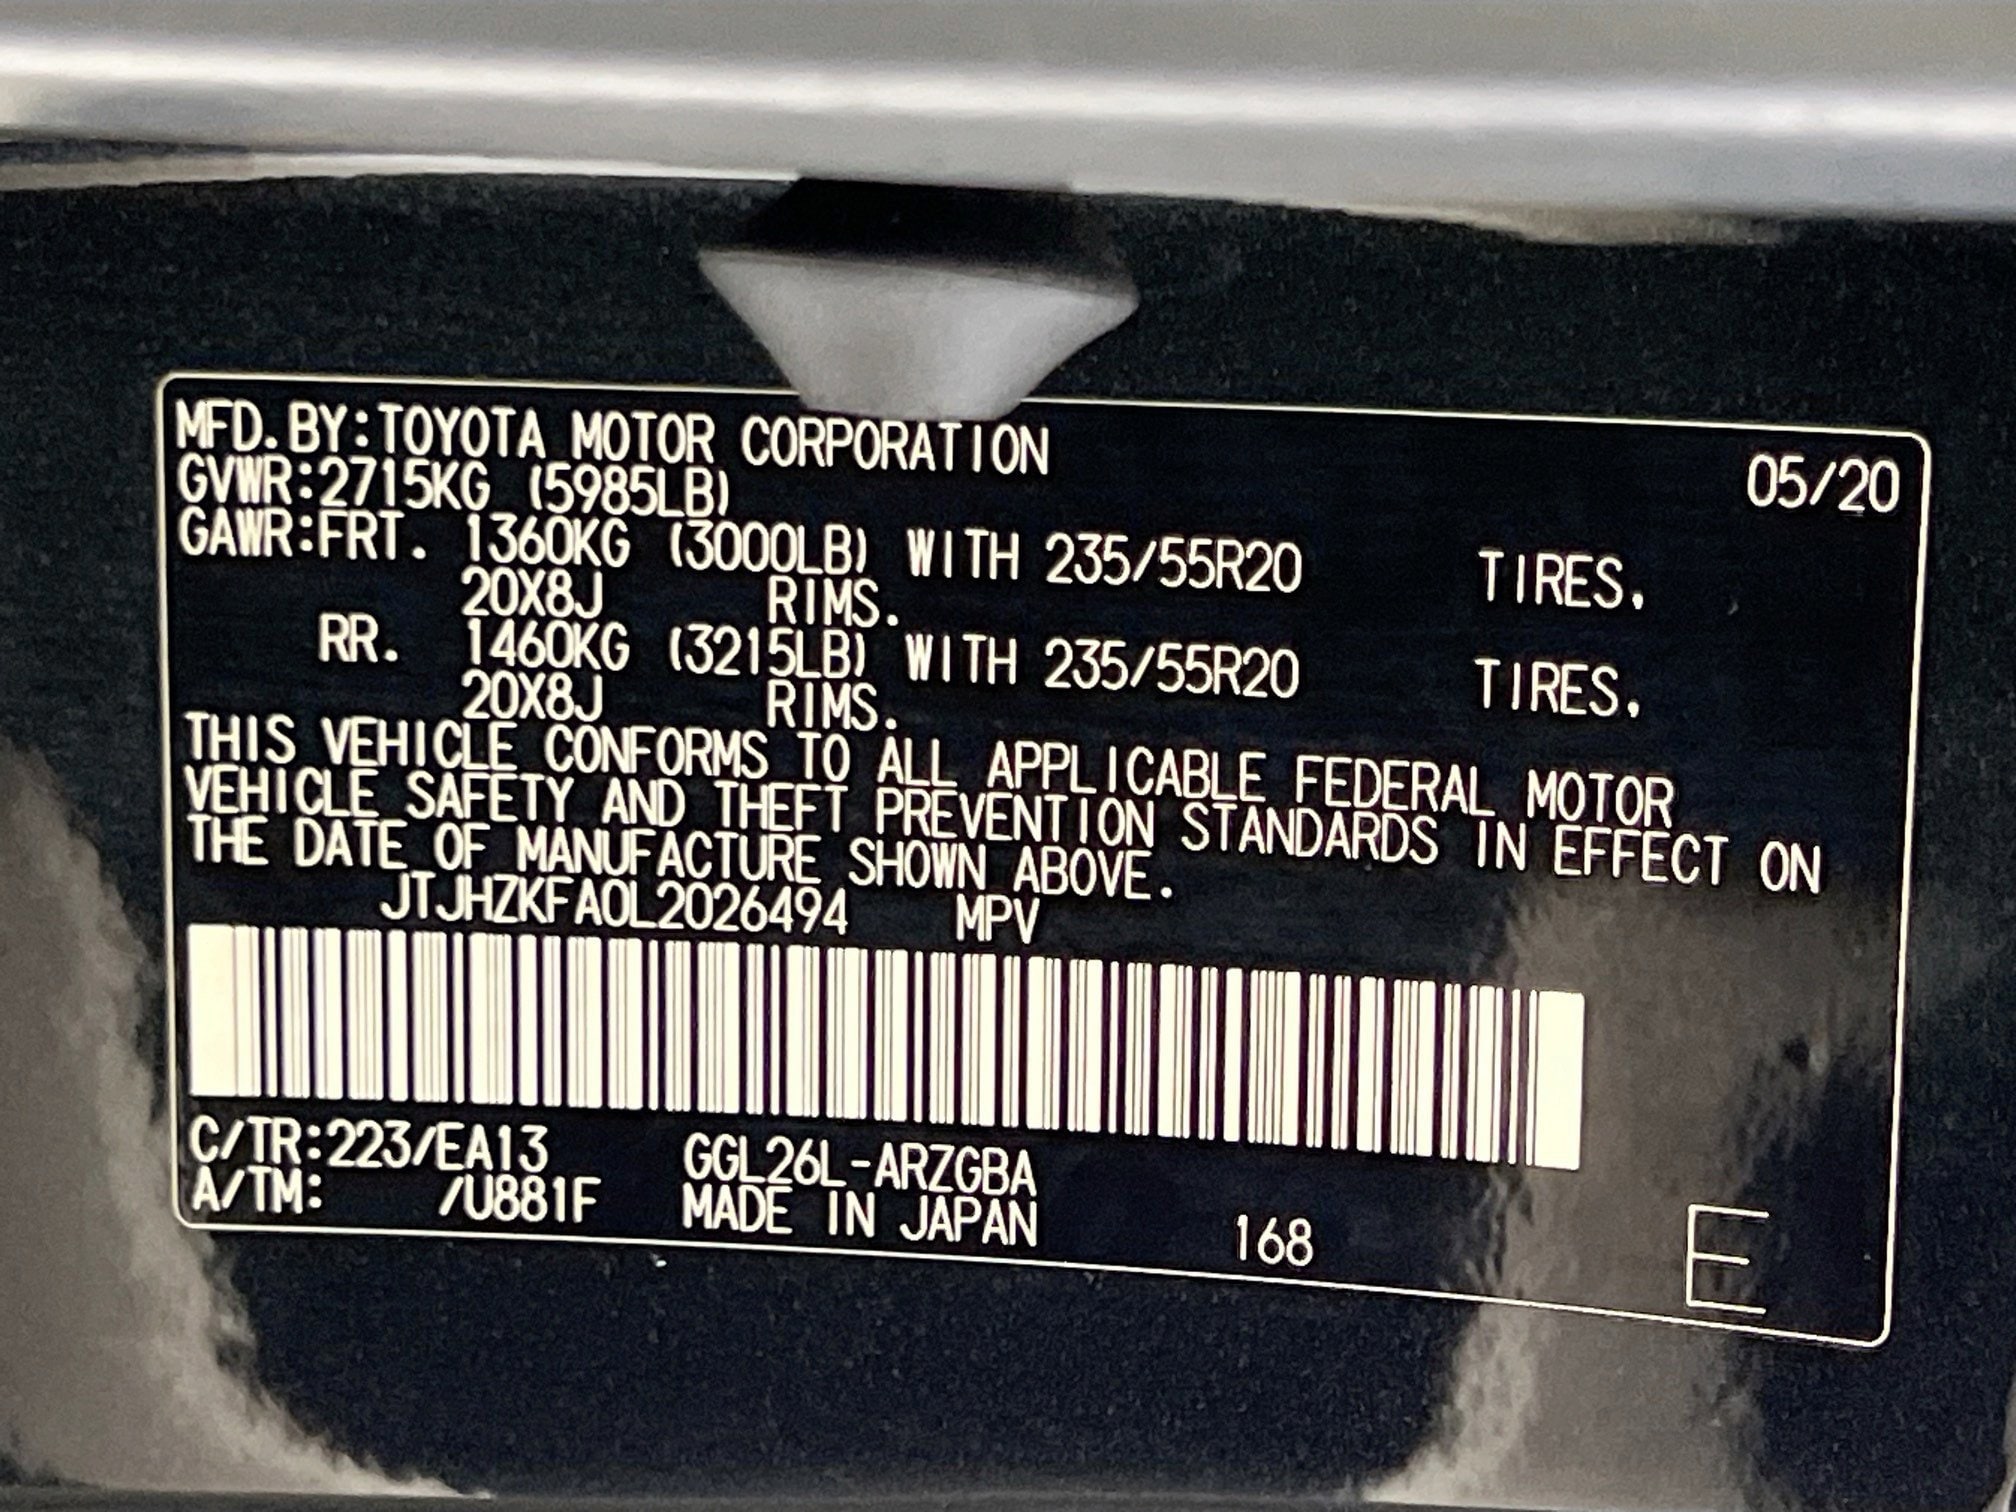 MFD. BY:TOYOTA MOTOR CORPORATION 05/20
GVWR:2715KG (5985LB)
GAWR:FRT. 1360KG (3000LB) WITH 235/55R20 TIRES.
20X8J RIMS.
RR. 1460KG (3215LB) WITH 235/55R20 TIRES.
20X8J RIMS.
THIS VEHICLE CONFORMS TO ALL APPLICABLE FEDERAL MOTOR
VEHICLE SAFETY AND THEFT PREVENTION STANDARDS IN EFFECT ON
THE DATE OF MANUFACTURE SHOWN ABOVE.
JTJHZKFA0L2026494 MPV
C/TR:223/EA13 GGL26L-ARZGBA
A/TM: /U881F MADE IN JAPAN 168 E